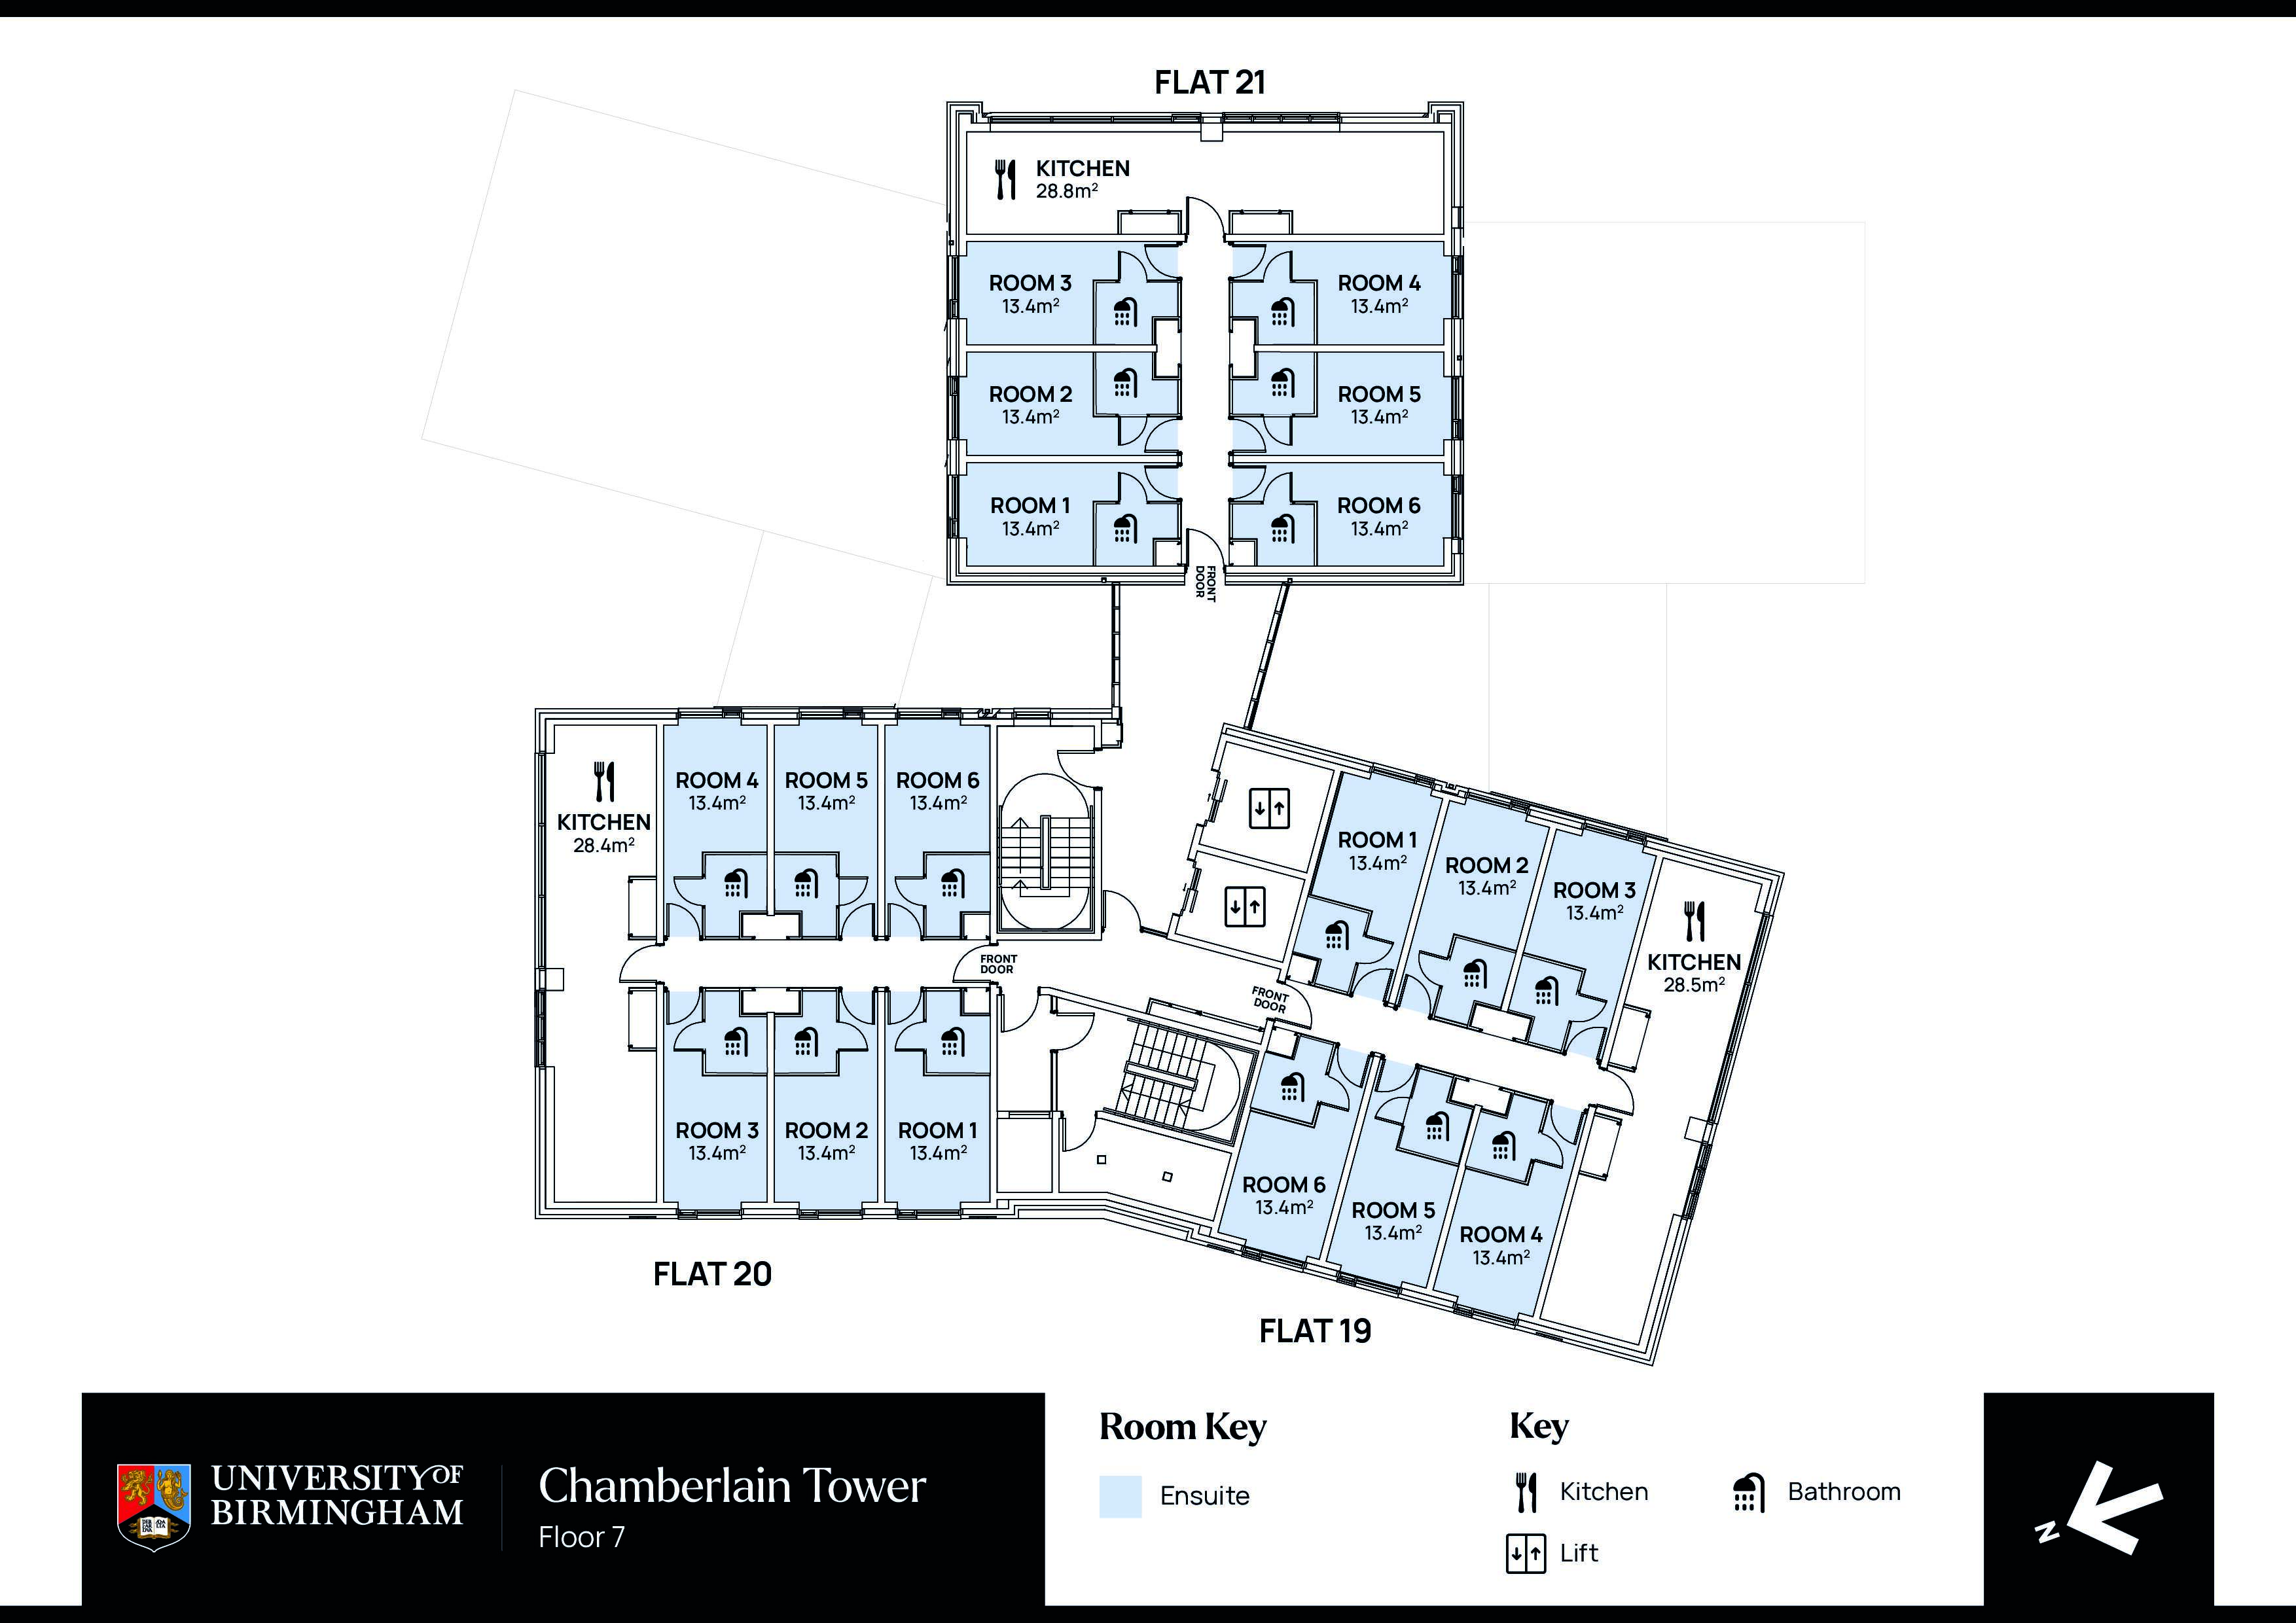 FLAT 21
KITCHEN
28.8m²
ROOM 3
13.4m²
ROOM 4
13.4m²
ROOM 2
13.4m²
ROOM 5
13.4m²
ROOM 1
13.4m²
ROOM 6
13.4m²
FRONT
DOOR
ROOM 4
13.4m²
ROOM 5
13.4m²
ROOM 6
13.4m²
KITCHEN
28.4m²
FRONT
DOOR
ROOM 3
13.4m²
ROOM 2
13.4m²
ROOM 1
13.4m²
FLAT 20
ROOM 1
13.4m²
ROOM 2
13.4m²
ROOM 3
13.4m²
KITCHEN
28.5m²
FRONT
DOOR
ROOM 6
13.4m²
ROOM 5
13.4m²
ROOM 4
13.4m²
FLAT 19
UNIVERSITY OF
BIRMINGHAM
Chamberlain Tower
Floor 7
Room Key
Ensuite
Key
Kitchen
Bathroom
Lift
N